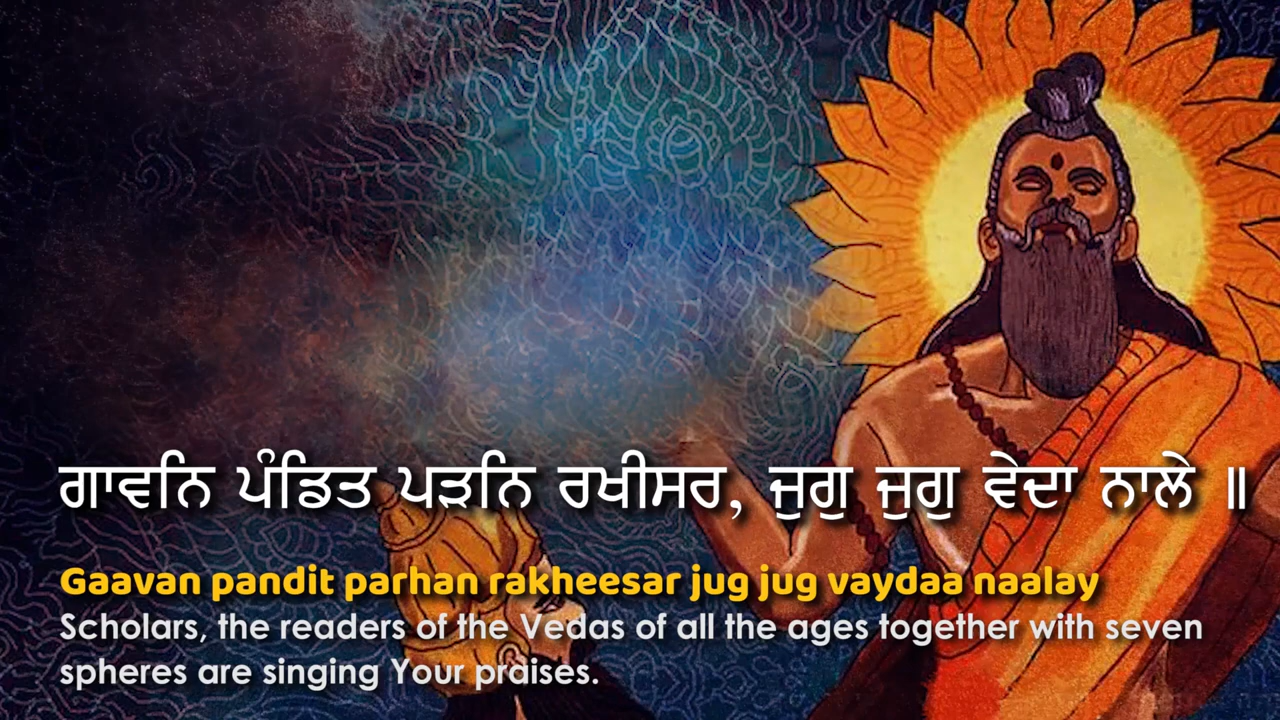 ਗਾਵਨਿ ਪੰਡਿਤ ਪੜਨਿ ਰਖੀਸਰ, ਜੁਗੁ ਜੁਗੁ ਵੇਦਾ ਨਾਲੇ ॥
Gaavan pandit parhan rakheesar jug jug vaydaa naalay
Scholars, the readers of the Vedas of all the ages together with seven
spheres are singing Your praises.